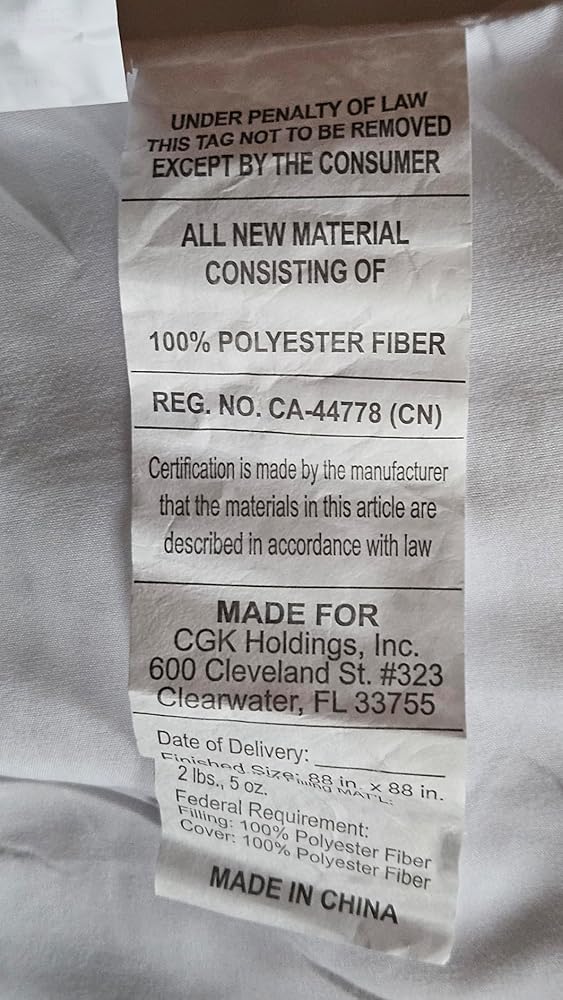 UNDER PENALTY OF LAW
THIS TAG NOT TO BE REMOVED
EXCEPT BY THE CONSUMER
ALL NEW MATERIAL
CONSISTING OF
100% POLYESTER FIBER
REG. NO. CA-44778 (CN)
Certification is made by the manufacturer
that the materials in this article are
described in accordance with law
MADE FOR
CGK Holdings, Inc.
600 Cleveland St. #323
Clearwater, FL 33755
Date of Delivery:
Finished Size: 88 in. x 88 in.
MAT'L:
2 lbs., 5 oz.
Federal Requirement:
Filling: 100% Polyester Fiber
Cover: 100% Polyester Fiber
MADE IN CHINA